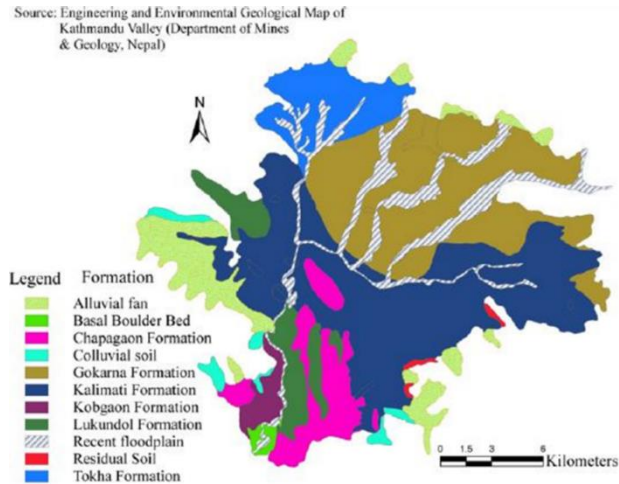 Source: Engineering and Environmental Geological Map of
Kathmandu Valley (Department of Mines
& Geology, Nepal)
N
Legend Formation
Alluvial fan
Basal Boulder Bed
Chapagaon Formation
Colluvial soil
Gokarna Formation
Kalimati Formation
Kobgaon Formation
Lukundol Formation
Recent floodplain
Residual Soil
Tokha Formation
0 1.5 3 6
Kilometers